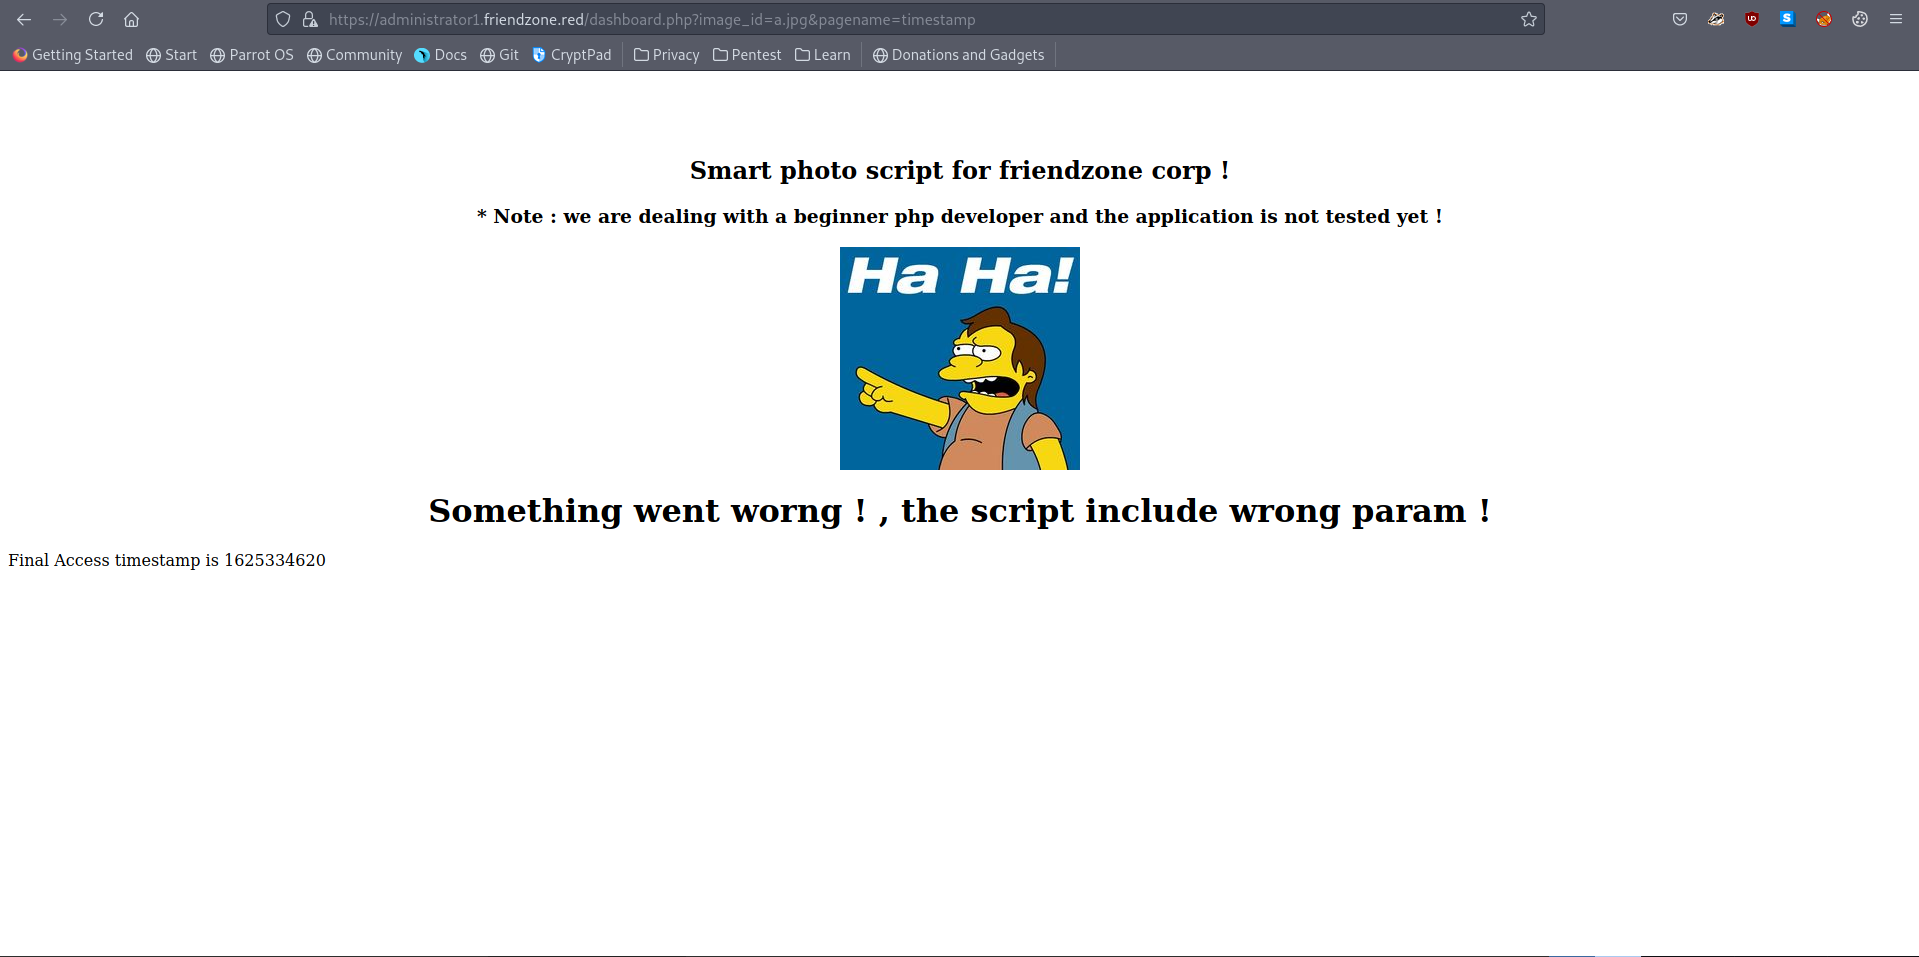 https://administrator1.friendzone.red/dashboard.php?image_id=a.jpg&pagename=timestamp
Getting Started Start Parrot OS Community Docs Git CryptPad Privacy Pentest Learn Donations and Gadgets
Smart photo script for friendzone corp !
* Note : we are dealing with a beginner php developer and the application is not tested yet !
Ha Ha!
Something went worng ! , the script include wrong param !
Final Access timestamp is 1625334620